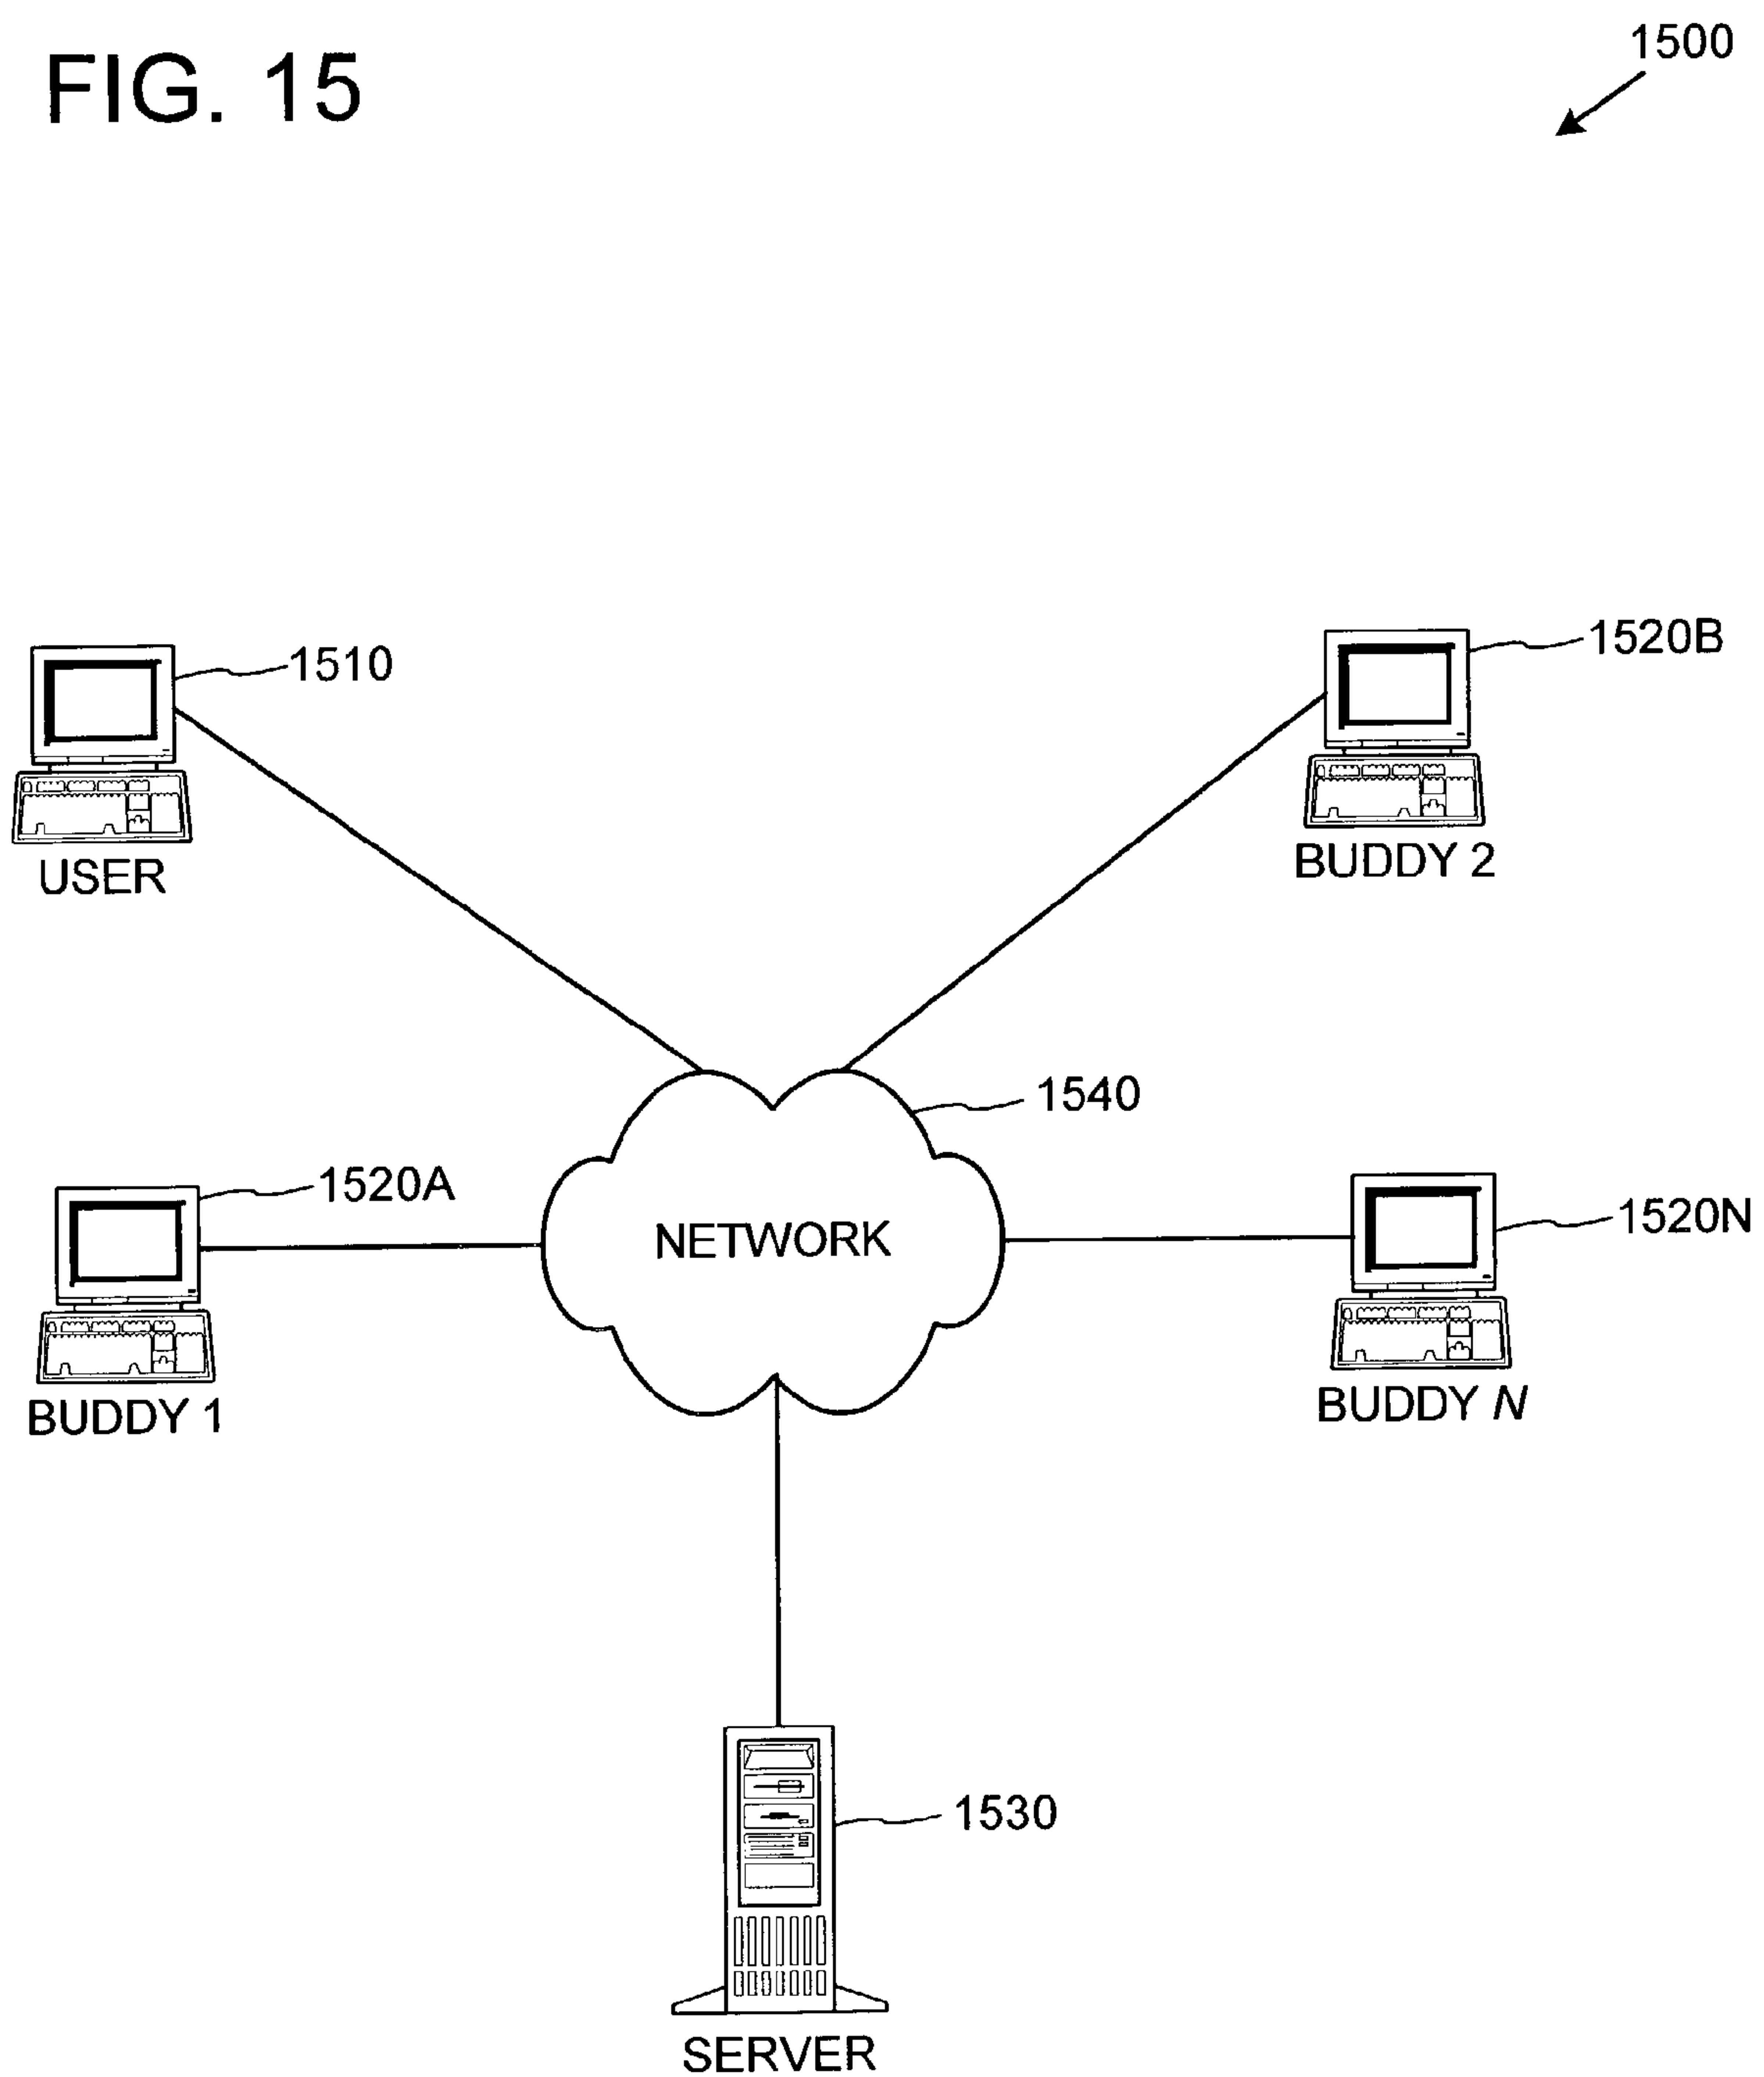 FIG. 15
1500
1510
1520B
USER
BUDDY 2
1540
1520A
NETWORK
1520N
BUDDY 1
BUDDY N
1530
SERVER